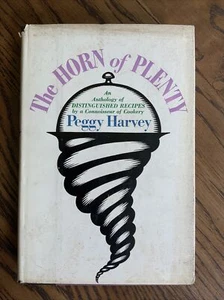 The HORN of PLENTY
An
Anthology of
DISTINGUISHED RECIPES
by a Connoisseur of Cookery
Peggy Harvey